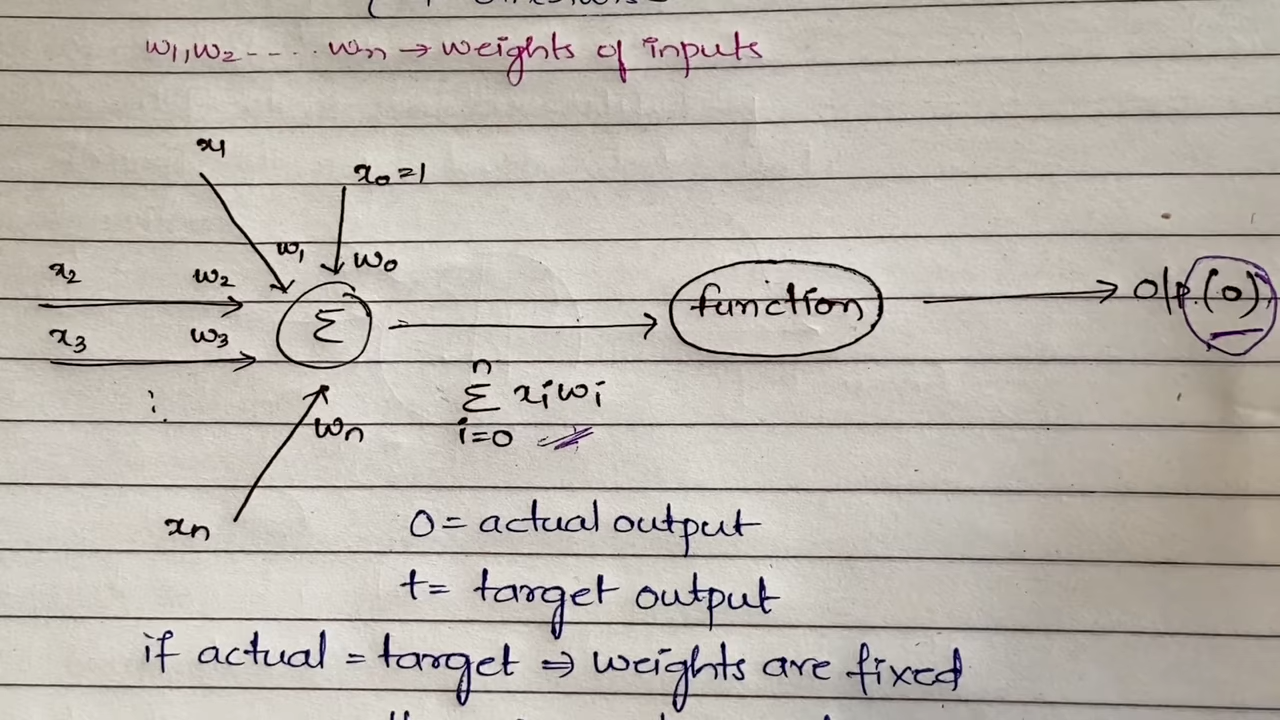 w1,w2 ---.... wn → weights of inputs
x1
x0=1
w1
w0
x2
w2
x3
w3
Σ
function
o/p.(o)
:.
wn
n
Σ xiwi
i=0
xn
o = actual output
t = target output
if actual = target ⇒ weights are fixed